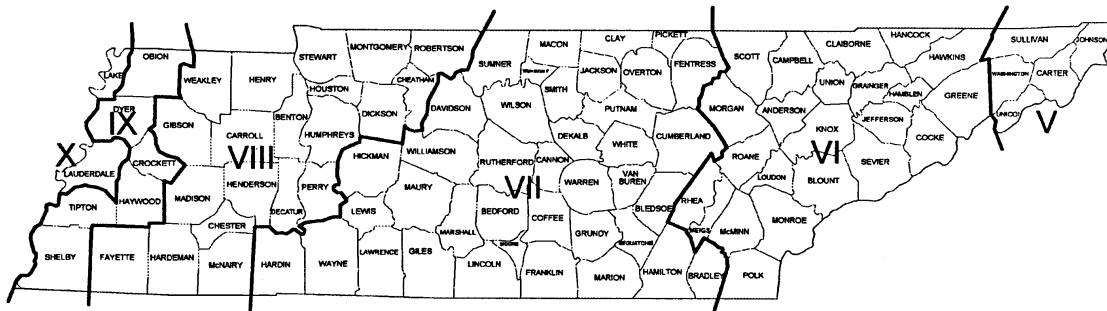 LAKE
OBION
WEAKLEY
HENRY
STEWART
MONTGOMERY
ROBERTSON
SUMNER
MACON
CLAY
PICKETT
SCOTT
CAMPBELL
CLAIBORNE
HANCOCK
HAWKINS
SULLIVAN
JOHNSON
HOUSTON
CHEATHAM
JACKSON
OVERTON
FENTRESS
UNION
GRAINGER
HAMBLEN
GREENE
WASHINGTON
CARTER
UNICOI
V
DYER
IX
GIBSON
CARROLL
BENTON
HUMPHREYS
DICKSON
DAVIDSON
WILSON
SMITH
PUTNAM
MORGAN
ANDERSON
KNOX
JEFFERSON
COCKE
X
LAUDERDALE
CROCKETT
VIII
HICKMAN
WILLIAMSON
RUTHERFORD
CANNON
DEKALB
WHITE
CUMBERLAND
ROANE
VI
SEVIER
LOUDON
BLOUNT
TIPTON
HAYWOOD
MADISON
HENDERSON
DECATUR
PERRY
MAURY
VII
WARREN
VAN
BUREN
BLEDSOE
RHEA
MEIGS
McMINN
MONROE
CHESTER
LEWIS
MARSHALL
BEDFORD
COFFEE
GRUNDY
SEQUATCHIE
SHELBY
FAYETTE
HARDEMAN
McNAIRY
HARDIN
WAYNE
LAWRENCE
GILES
LINCOLN
MOORE
FRANKLIN
MARION
HAMILTON
BRADLEY
POLK